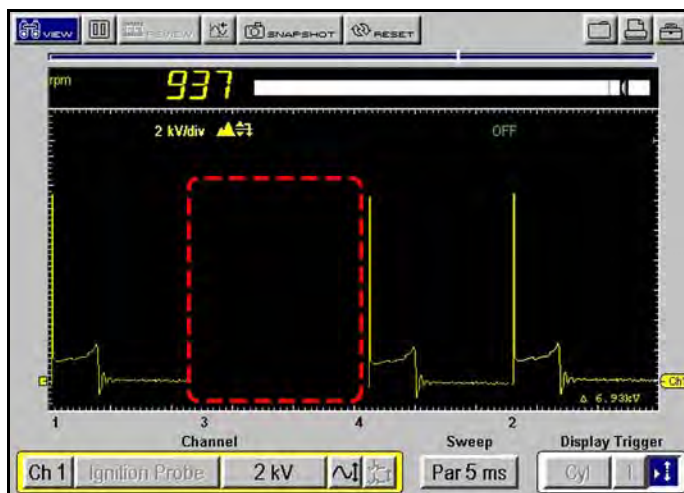 VIEW REVIEW SNAPSHOT RESET
rpm 937
2 kV/div OFF
Δ 6.93kV
Ch1
1 3 4 2
Channel Sweep Display Trigger
Ch 1 Ignition Probe 2 kV Par 5 ms Cyl